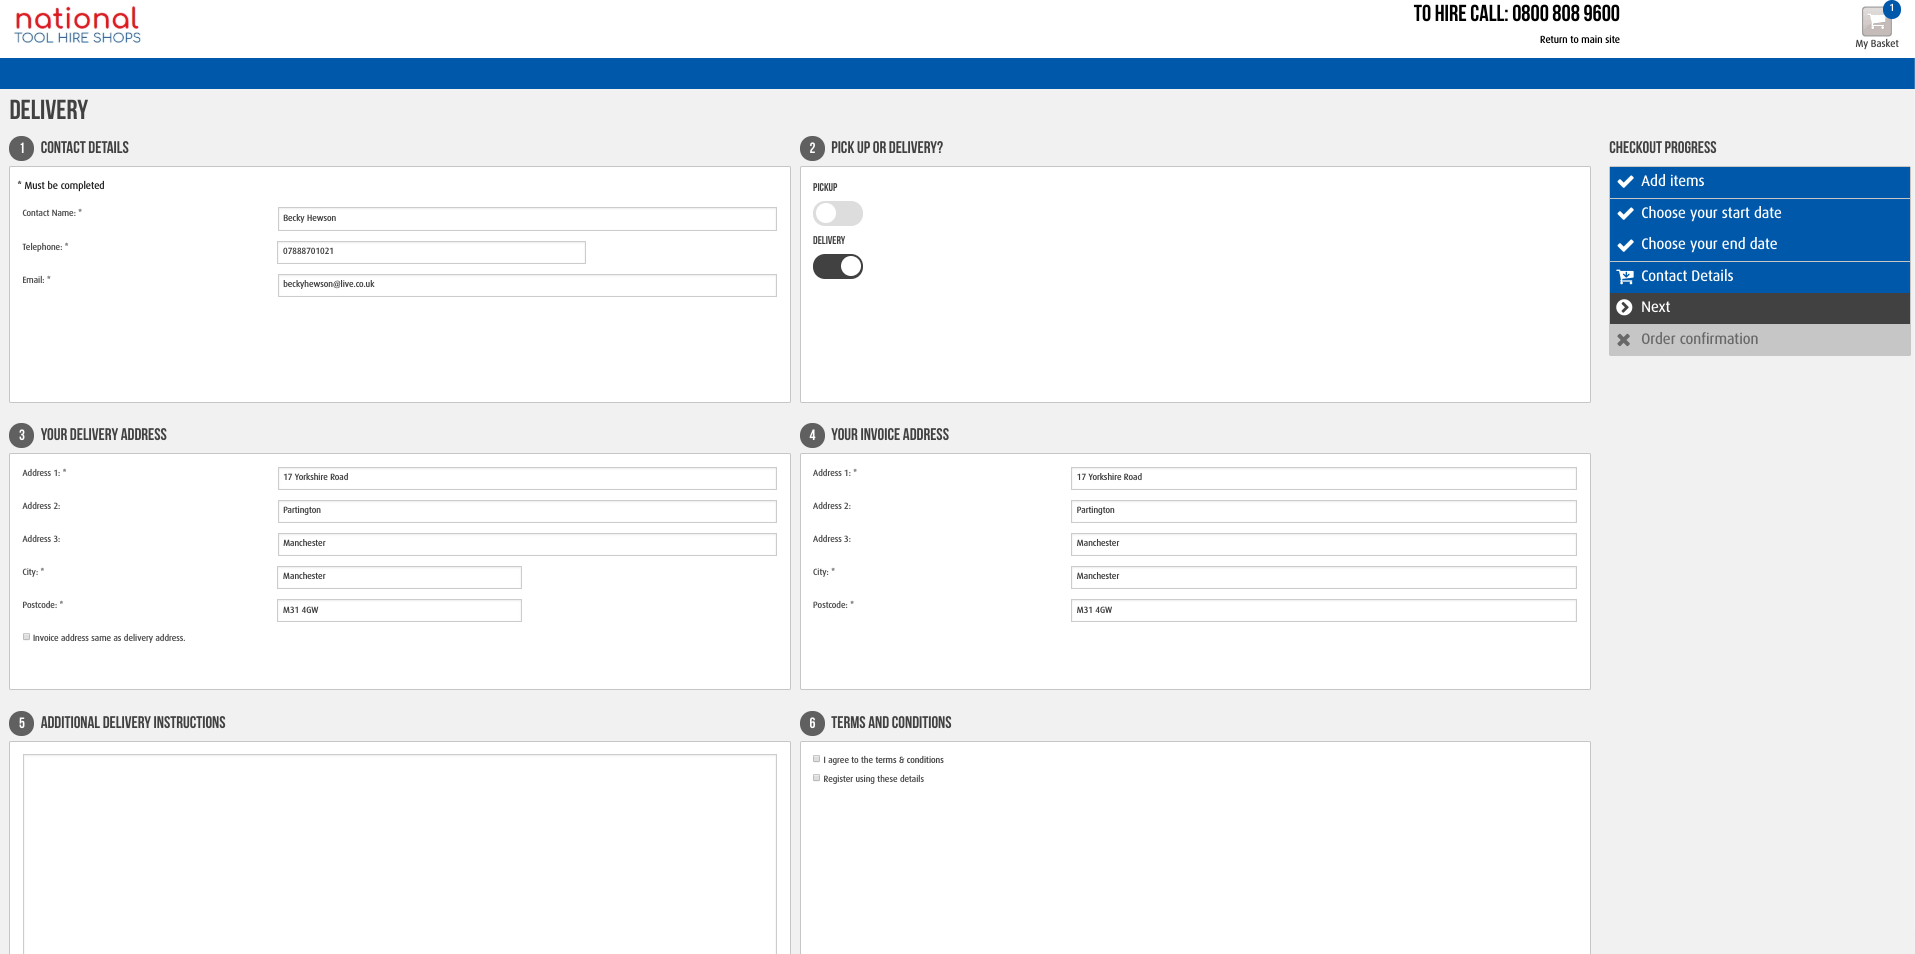 national
TOOL HIRE SHOPS
TO HIRE CALL: 0800 808 9600
Return to main site
1
My Basket
DELIVERY
1 CONTACT DETAILS
* Must be completed
Contact Name: * Becky Hewson
Telephone: * 07888701021
Email: * beckyhewson@live.co.uk
2 PICK UP OR DELIVERY?
PICKUP
DELIVERY
CHECKOUT PROGRESS
Add items
Choose your start date
Choose your end date
Contact Details
Next
Order confirmation
3 YOUR DELIVERY ADDRESS
Address 1: * 17 Yorkshire Road
Address 2: Partington
Address 3: Manchester
City: * Manchester
Postcode: * M31 4GW
Invoice address same as delivery address.
4 YOUR INVOICE ADDRESS
Address 1: * 17 Yorkshire Road
Address 2: Partington
Address 3: Manchester
City: * Manchester
Postcode: * M31 4GW
5 ADDITIONAL DELIVERY INSTRUCTIONS
6 TERMS AND CONDITIONS
I agree to the terms & conditions
Register using these details